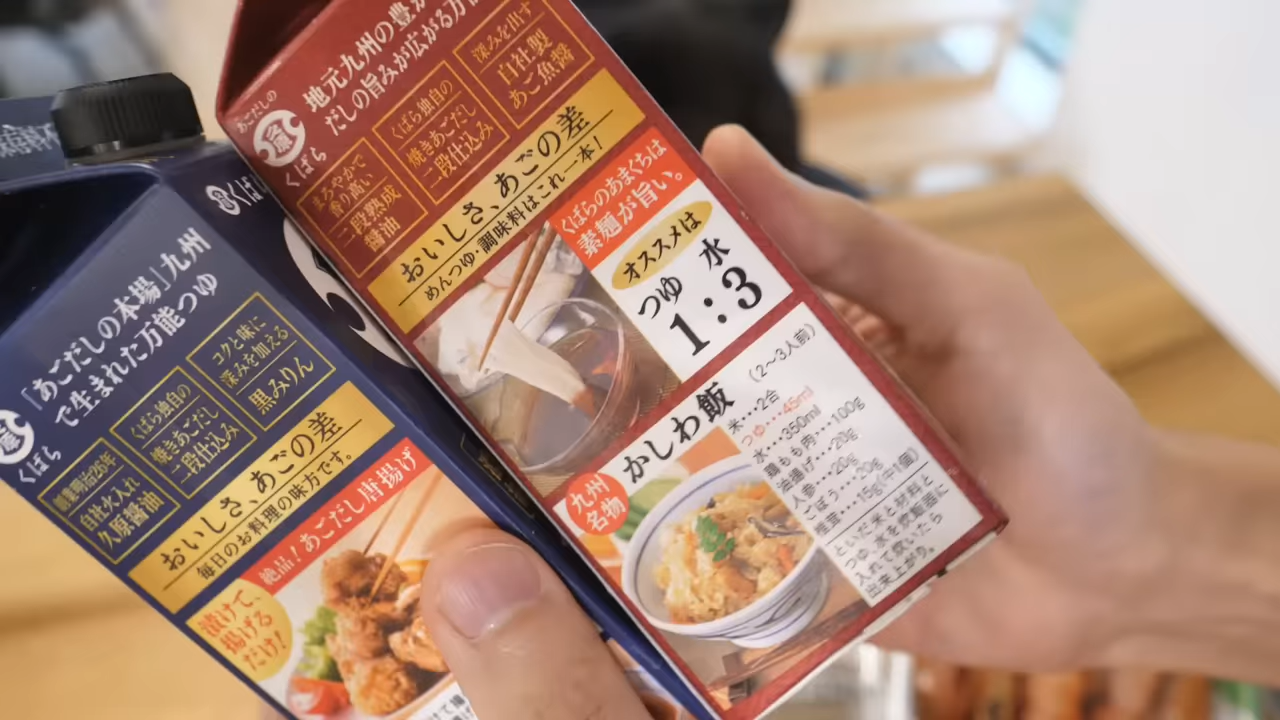 あごだしの
くばら
地元九州の豊か
だしの旨みが広がる万能
まろやかで
香り高い
二段熟成
醤油
くばら独自の
焼きあごだし
二段仕込み
深みを出す
自社製
あご魚醤
おいしさ、あごの差
めんつゆ・調味料はこれ一本!
くばらのあまくちは
素麺が旨い。
オススメは
つゆ 水
1:3
九州
名物
かしわ飯
(2〜3人前)
米…2合
つゆ…45ml
水…350ml
鶏もも肉…100g
油揚げ…20g
人参…20g
ごぼう…20g
椎茸…15g(中1個)
といだ米と材料と
つゆ、水を炊飯器に
入れて炊いたら
出来上がり。
くば
くばら
「あごだしの本場」九州
で生まれた万能つゆ
創業明治26年
自社火入れ
久原醤油
くばら独自の
焼きあごだし
二段仕込み
コクと味に
深みを加える
黒みりん
おいしさ、あごの差
毎日のお料理の味方です。
絶品!あごだし唐揚げ
漬けて、
揚げる
だけ!